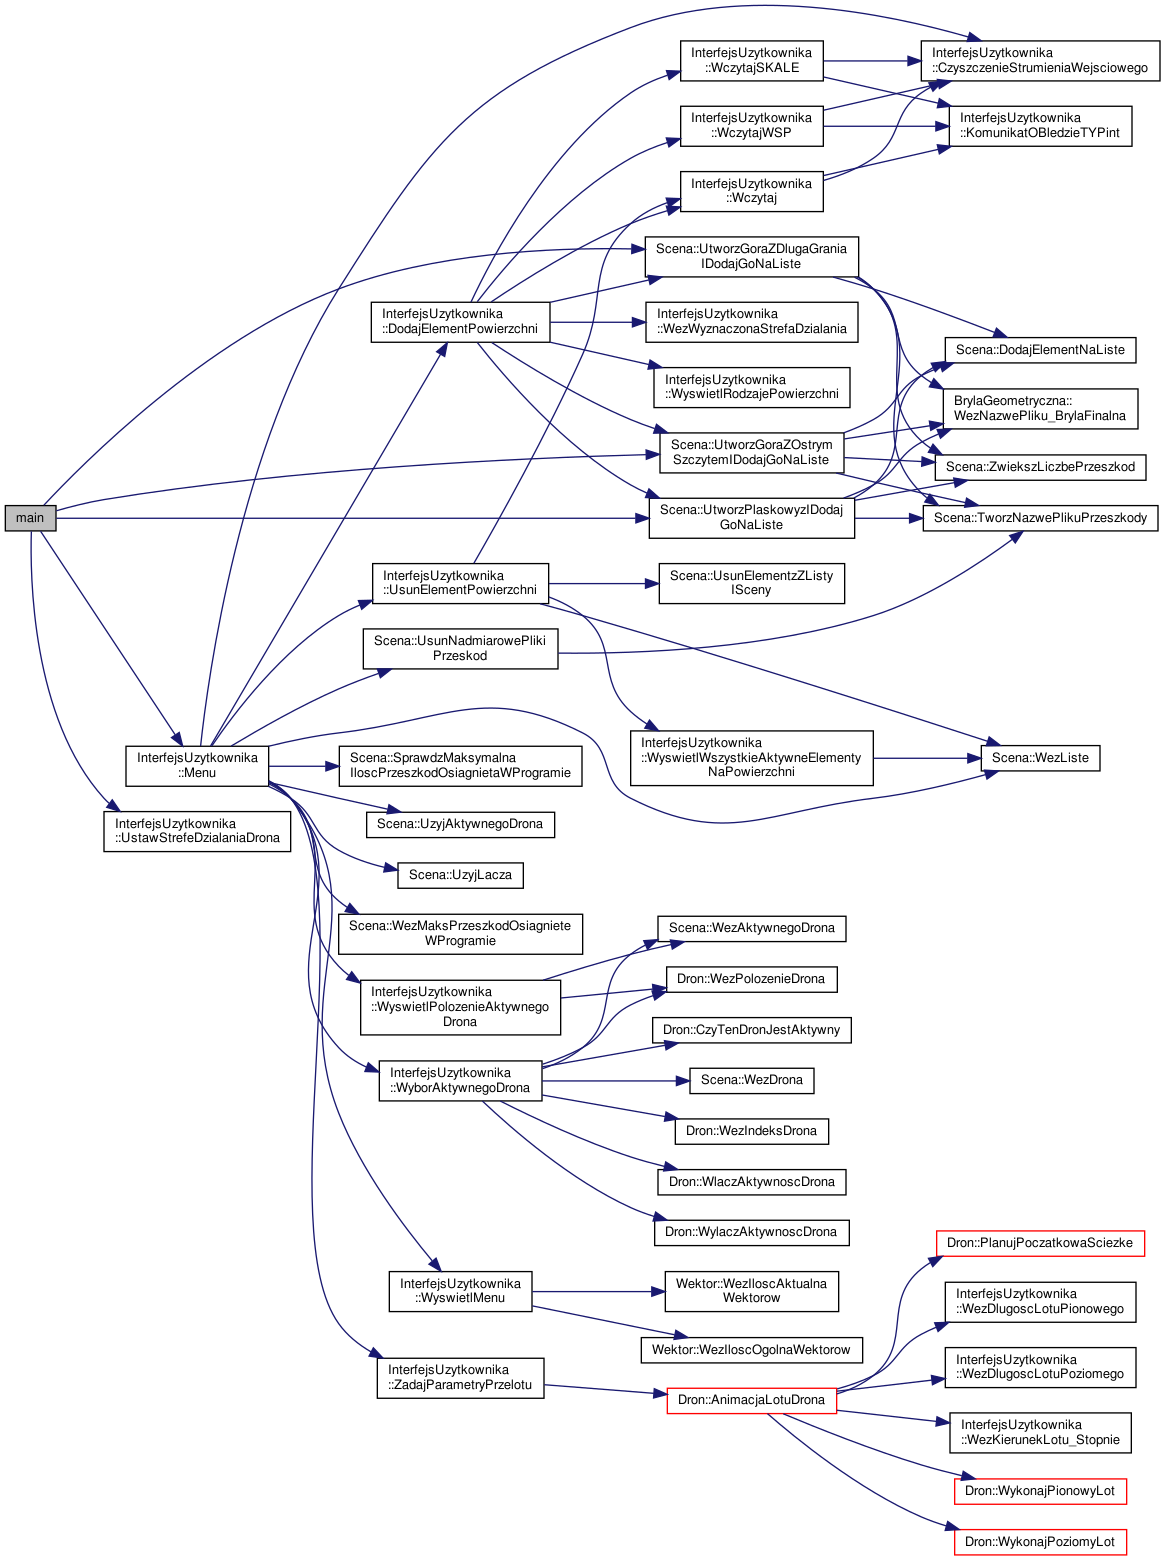 main
InterfejsUzytkownika
::Menu
InterfejsUzytkownika
::UstawStrefeDzialaniaDrona
InterfejsUzytkownika
::DodajElementPowierzchni
InterfejsUzytkownika
::UsunElementPowierzchni
Scena::UsunNadmiarowePliki
Przeskod
Scena::SprawdzMaksymalna
IloscPrzeszkodOsiagnietaWProgramie
Scena::UzyjAktywnegoDrona
Scena::UzyjLacza
Scena::WezMaksPrzeszkodOsiagniete
WProgramie
InterfejsUzytkownika
::WyswietlPolozenieAktywnego
Drona
InterfejsUzytkownika
::WyborAktywnegoDrona
InterfejsUzytkownika
::WyswietlMenu
InterfejsUzytkownika
::ZadajParametryPrzelotu
InterfejsUzytkownika
::WczytajSKALE
InterfejsUzytkownika
::WczytajWSP
InterfejsUzytkownika
::Wczytaj
Scena::UtworzGoraZDlugaGrania
IDodajGoNaListe
InterfejsUzytkownika
::WezWyznaczonaStrefaDzialania
InterfejsUzytkownika
::WyswietlRodzajePowierzchni
Scena::UtworzGoraZOstrym
SzczytemIDodajGoNaListe
Scena::UtworzPlaskowyzIDodaj
GoNaListe
Scena::UsunElementzZListy
ISceny
InterfejsUzytkownika
::WyswietlWszystkieAktywneElementy
NaPowierzchni
Scena::WezAktywnegoDrona
Dron::WezPolozenieDrona
Dron::CzyTenDronJestAktywny
Scena::WezDrona
Dron::WezIndeksDrona
Dron::WlaczAktywnoscDrona
Dron::WylaczAktywnoscDrona
Wektor::WezIloscAktualna
Wektorow
Wektor::WezIloscOgolnaWektorow
Dron::AnimacjaLotuDrona
InterfejsUzytkownika
::CzyszczenieStrumieniaWejsciowego
InterfejsUzytkownika
::KomunikatOBledzieTYPint
Scena::DodajElementNaListe
BrylaGeometryczna::
WezNazwePliku_BrylaFinalna
Scena::ZwiekszLiczbePrzeszkod
Scena::TworzNazwePlikuPrzeszkody
Scena::WezListe
Dron::PlanujPoczatkowaSciezke
InterfejsUzytkownika
::WezDlugoscLotuPionowego
InterfejsUzytkownika
::WezDlugoscLotuPoziomego
InterfejsUzytkownika
::WezKierunekLotu_Stopnie
Dron::WykonajPionowyLot
Dron::WykonajPoziomyLot